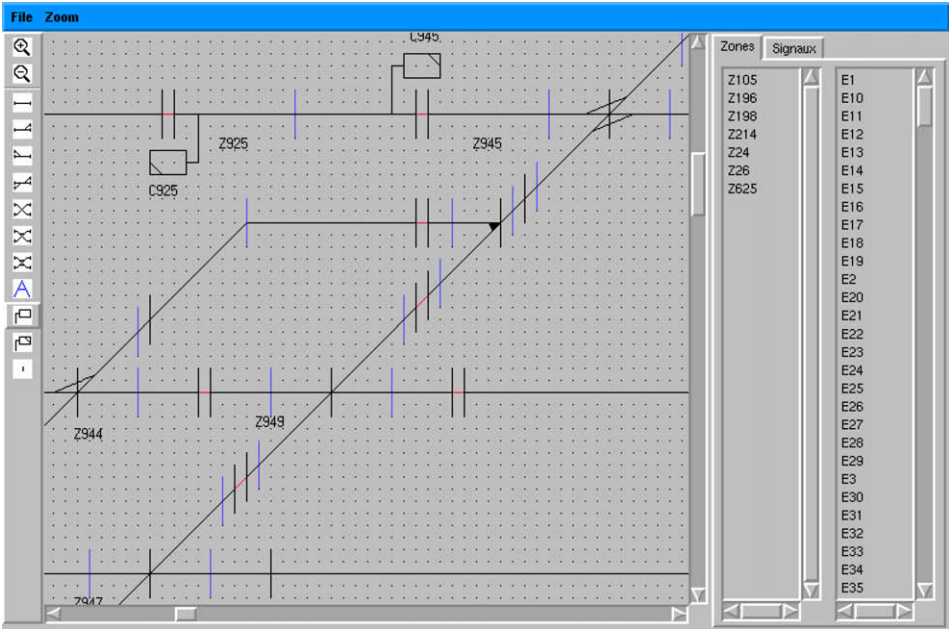 File Zoom
Zones Signaux
C945
Z925
Z945
C925
Z944
Z949
Z947
Z105
Z196
Z198
Z214
Z24
Z26
Z625
E1
E10
E11
E12
E13
E14
E15
E16
E17
E18
E19
E2
E20
E21
E22
E23
E24
E25
E26
E27
E28
E29
E3
E30
E31
E32
E33
E34
E35